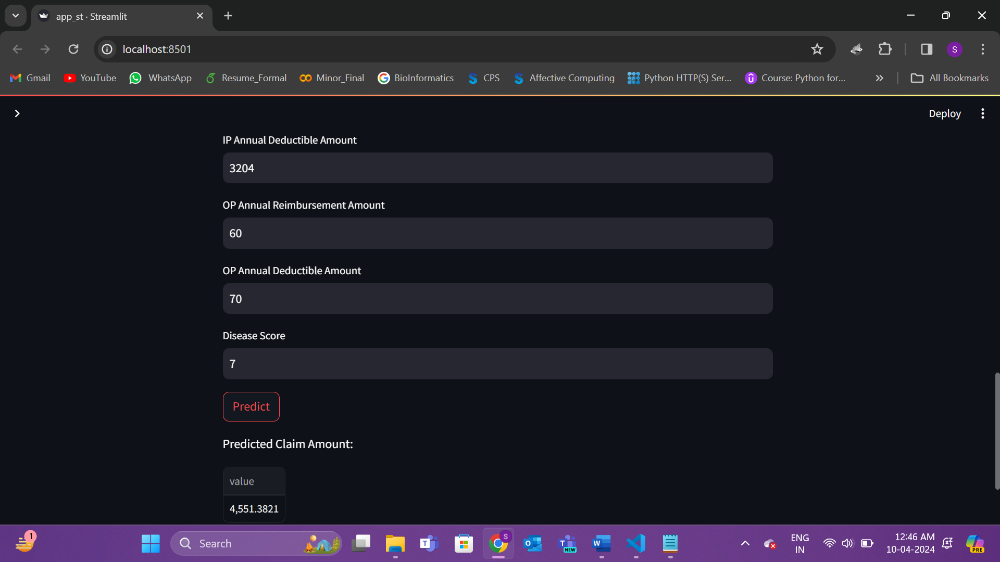 app_st · Streamlit
localhost:8501
S
Gmail
YouTube
WhatsApp
Resume_Formal
Minor_Final
BioInformatics
CPS
Affective Computing
Python HTTP(S) Ser...
Course: Python for...
All Bookmarks
Deploy
IP Annual Deductible Amount
3204
OP Annual Reimbursement Amount
60
OP Annual Deductible Amount
70
Disease Score
7
Predict
Predicted Claim Amount:
value
4,551.3821
1
Search
T
S
O
T
NEW
W
ENG
IN
12:46 AM
10-04-2024
PRE